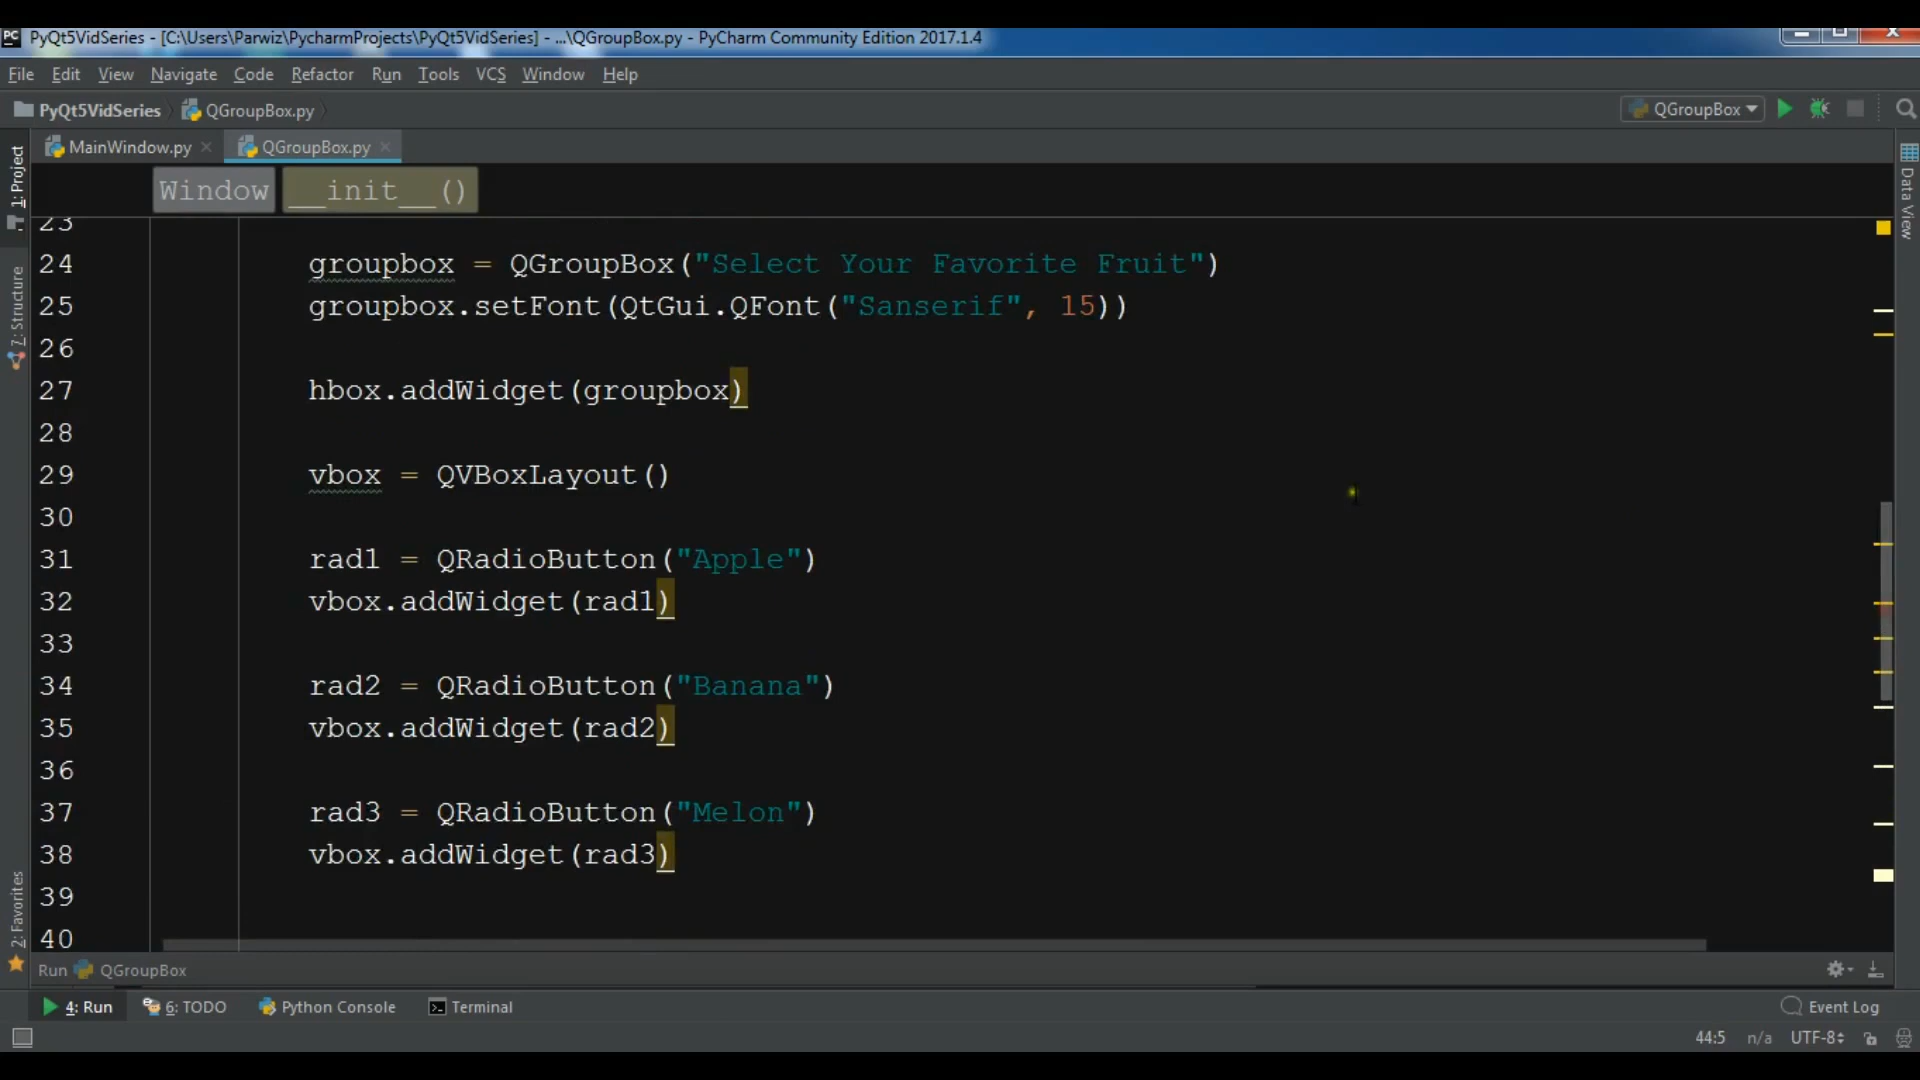 PC PyQt5VidSeries - [C:\Users\Parwiz\PycharmProjects\PyQt5VidSeries] - ...\QGroupBox.py - PyCharm Community Edition 2017.1.4
File Edit View Navigate Code Refactor Run Tools VCS Window Help
PyQt5VidSeries QGroupBox.py QGroupBox
MainWindow.py QGroupBox.py
Window __init__()
1: Project
7: Structure
2: Favorites
Data View
23
24 groupbox = QGroupBox("Select Your Favorite Fruit")
25 groupbox.setFont(QtGui.QFont("Sanserif", 15))
26
27 hbox.addWidget(groupbox)
28
29 vbox = QVBoxLayout()
30
31 rad1 = QRadioButton("Apple")
32 vbox.addWidget(rad1)
33
34 rad2 = QRadioButton("Banana")
35 vbox.addWidget(rad2)
36
37 rad3 = QRadioButton("Melon")
38 vbox.addWidget(rad3)
39
40
Run QGroupBox
4: Run 6: TODO Python Console Terminal Event Log
44:5 n/a UTF-8